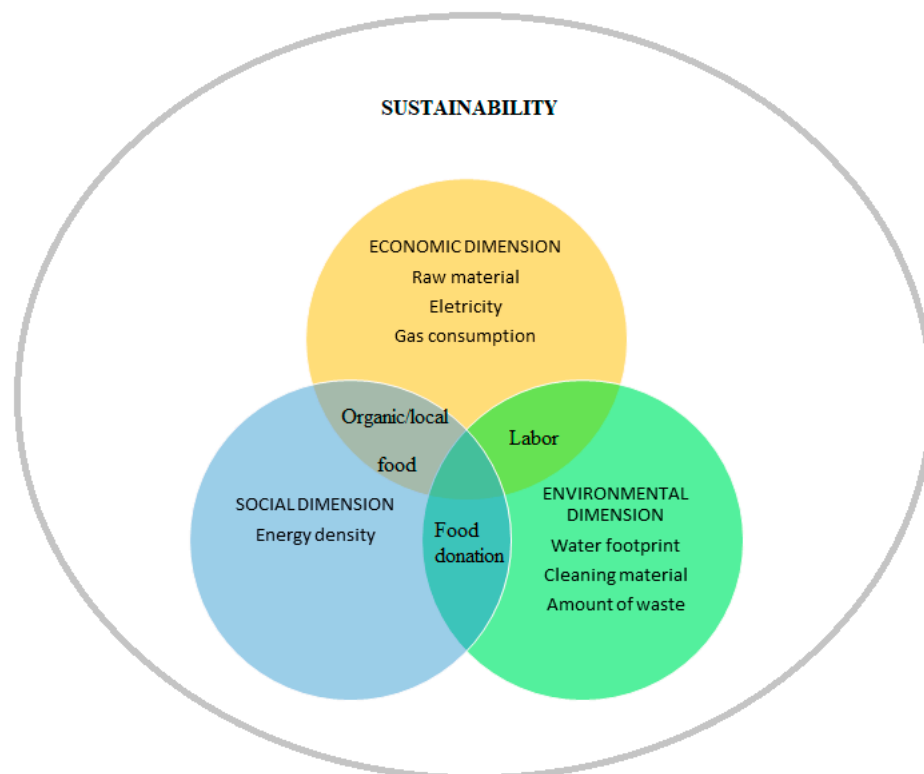 SUSTAINABILITY
ECONOMIC DIMENSION
Raw material
Eletricity
Gas consumption
Organic/local
food
Labor
SOCIAL DIMENSION
Energy density
Food
donation
ENVIRONMENTAL
DIMENSION
Water footprint
Cleaning material
Amount of waste